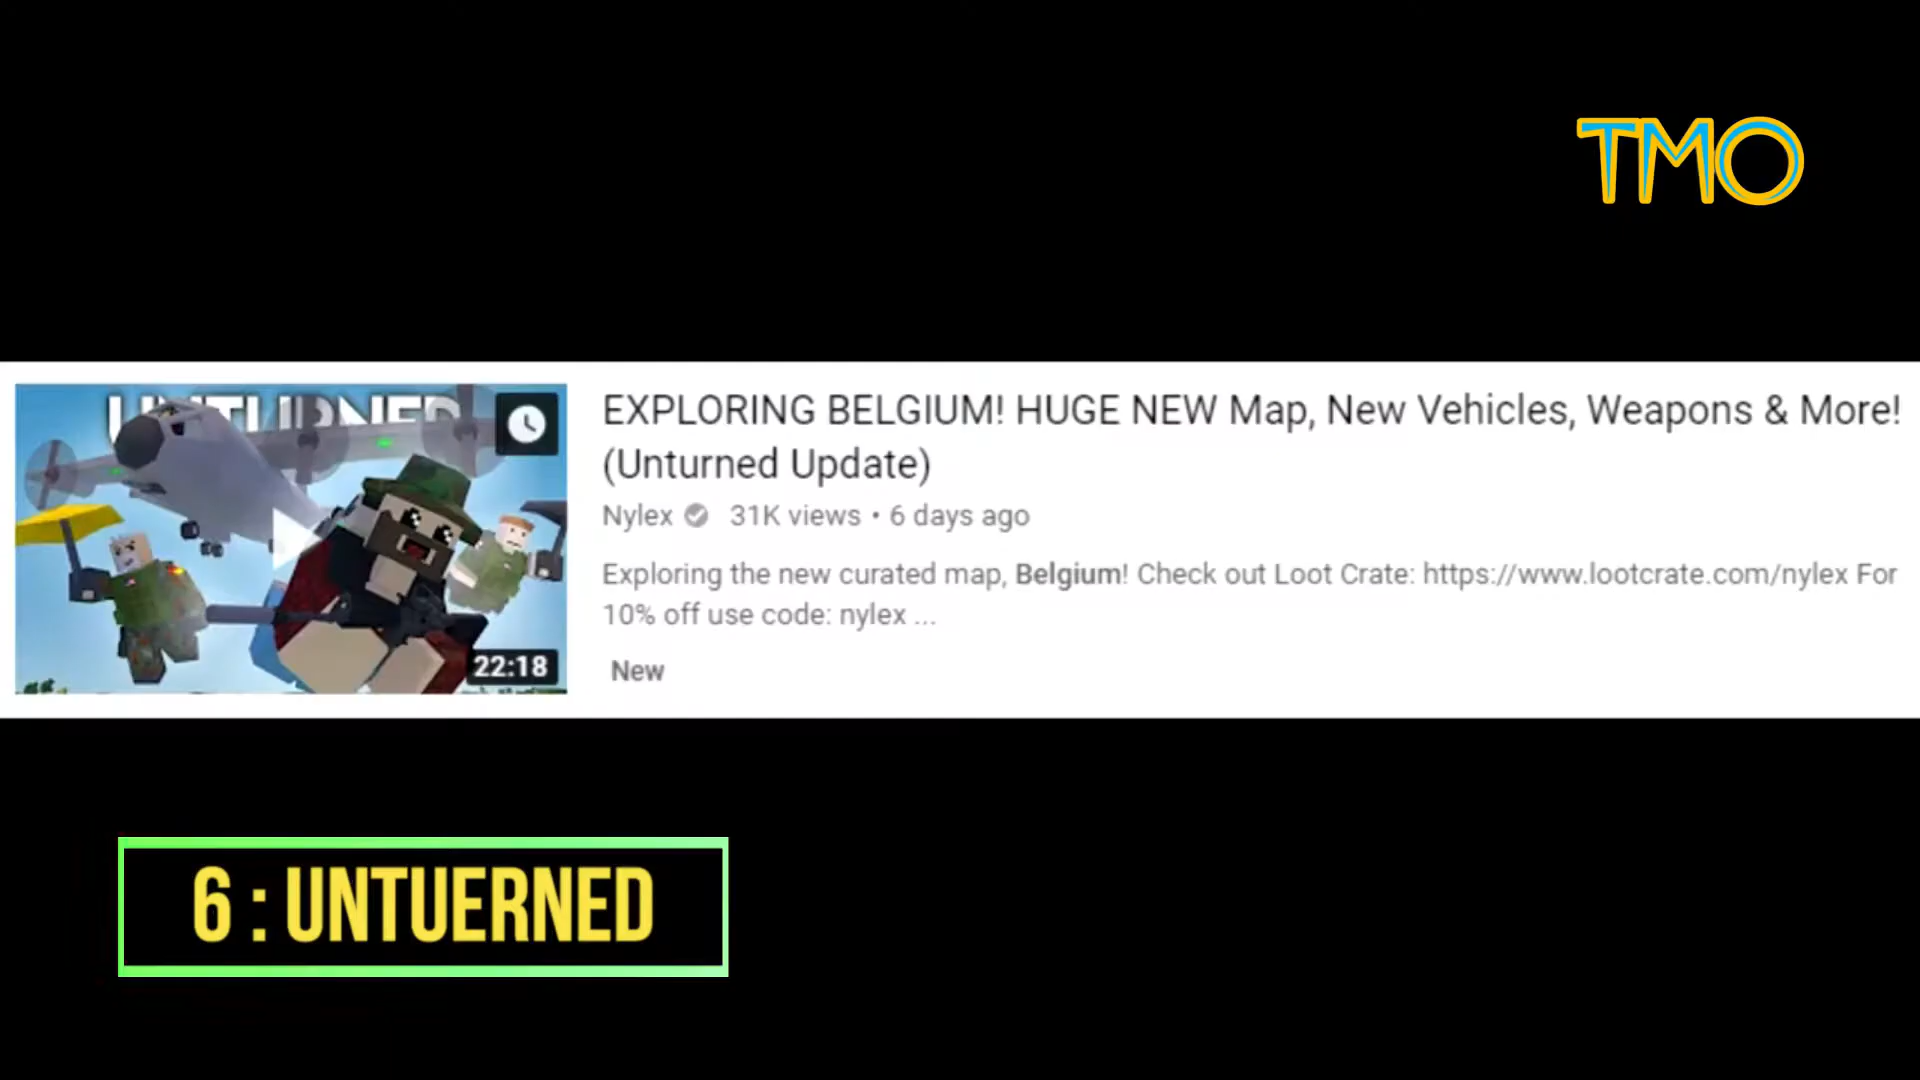 TMO
UNTURNED
EXPLORING BELGIUM! HUGE NEW Map, New Vehicles, Weapons & More!
(Unturned Update)
Nylex 31K views • 6 days ago
Exploring the new curated map, Belgium! Check out Loot Crate: https://www.lootcrate.com/nylex For
10% off use code: nylex ...
22:18
New
6 : UNTUERNED